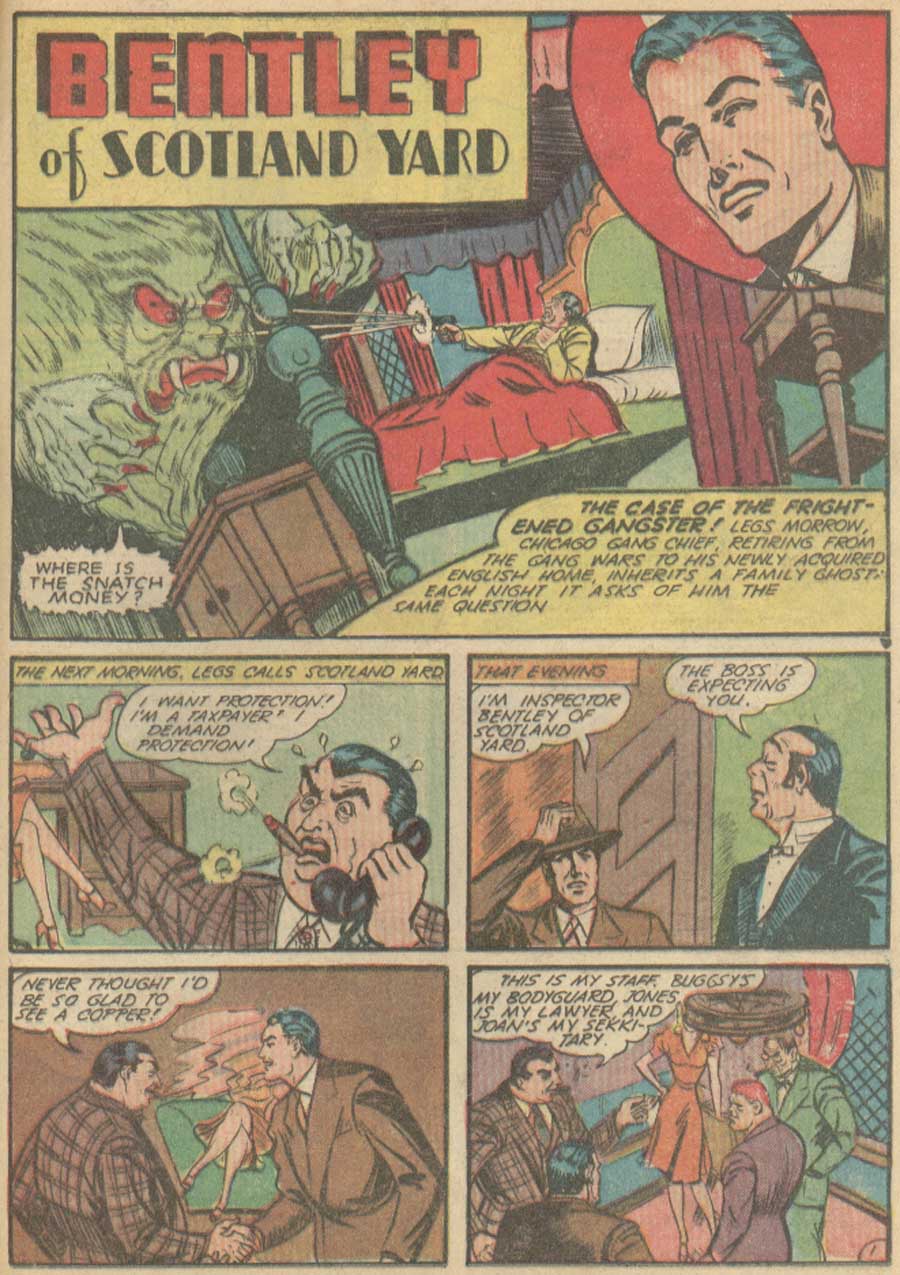 BENTLEY
of SCOTLAND YARD
WHERE IS
THE SNATCH
MONEY?
THE CASE OF THE FRIGHT-
ENED GANGSTER! LEGS MORROW,
CHICAGO GANG CHIEF, RETIRING FROM
THE GANG WARS TO HIS NEWLY ACQUIRED
ENGLISH HOME, INHERITS A FAMILY GHOST:
EACH NIGHT IT ASKS OF HIM THE
SAME QUESTION
THE NEXT MORNING, LEGS CALLS SCOTLAND YARD
I WANT PROTECTION!
I'M A TAXPAYER! I
DEMAND
PROTECTION!
THAT EVENING
I'M INSPECTOR
BENTLEY OF
SCOTLAND
YARD.
THE BOSS IS
EXPECTING
YOU.
NEVER THOUGHT I'D
BE SO GLAD TO
SEE A COPPER!
THIS IS MY STAFF. BUGGSY'S
MY BODYGUARD, JONES
IS MY LAWYER AND
JOAN'S MY SEKKI-
TARY.
1